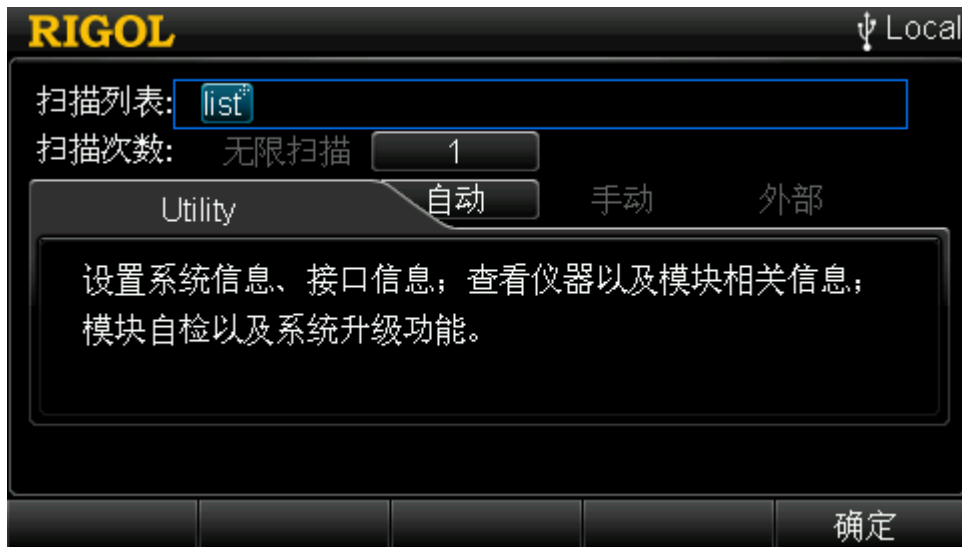 RIGOL Local
扫描列表: list
扫描次数: 无限扫描 1
Utility 自动 手动 外部
设置系统信息、接口信息；查看仪器以及模块相关信息；
模块自检以及系统升级功能。
确定